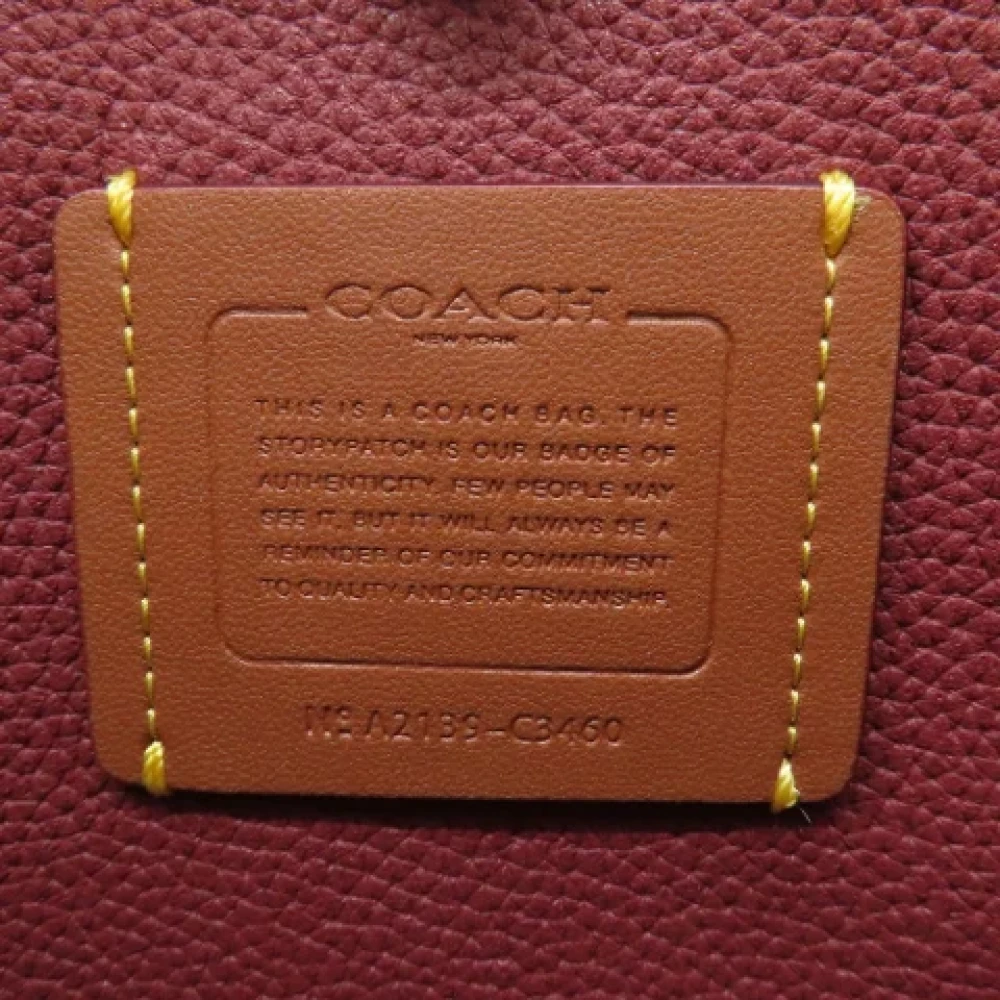 COACH
NEW YORK
THIS IS A COACH BAG. THE
STORYPATCH IS OUR BADGE OF
AUTHENTICITY. FEW PEOPLE MAY
SEE IT, BUT IT WILL ALWAYS BE A
REMINDER OF OUR COMMITMENT
TO QUALITY AND CRAFTSMANSHIP.
Nº A2139-C3460